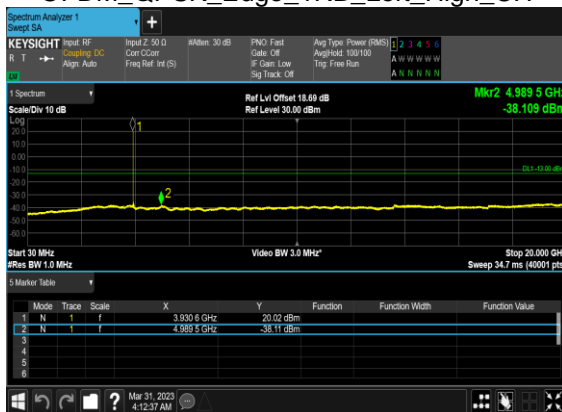 Spectrum Analyzer 1
Swept SA
KEYSIGHT
R T
Input: RF
Coupling: DC
Align: Auto
Input Z: 50 Ω
Corr CCorr
Freq Ref: Int (S)
#Atten: 30 dB
PNO: Fast
Gate: Off
IF Gain: Low
Sig Track: Off
Avg Type: Power (RMS)
Avg|Hold: 100/100
Trig: Free Run
1 2 3 4 5 6
A W W W W W
A N N N N N
LU
1 Spectrum
Scale/Div 10 dB
Ref Lvl Offset 18.69 dB
Ref Level 30.00 dBm
Mkr2 4.989 5 GHz
-38.109 dBm
Log
20.0
10.0
0.00
-10.0
-20.0
-30.0
-40.0
-50.0
-60.0
1
2
DL1 -13.00 dB
Start 30 MHz
#Res BW 1.0 MHz
Video BW 3.0 MHz*
Stop 20.000 GH
Sweep 34.7 ms (40001 pts
5 Marker Table
Mode Trace Scale X Y Function Function Width Function Value
1 N 1 f 3.930 6 GHz 20.02 dBm
2 N 1 f 4.989 5 GHz -38.11 dBm
3
4
5
6
?
Mar 31, 2023
4:12:37 AM